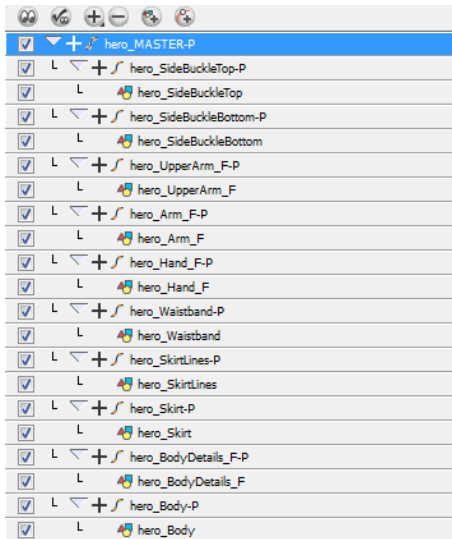 hero_MASTER-P
hero_SideBuckleTop-P
hero_SideBuckleTop
hero_SideBuckleBottom-P
hero_SideBuckleBottom
hero_UpperArm_F-P
hero_UpperArm_F
hero_Arm_F-P
hero_Arm_F
hero_Hand_F-P
hero_Hand_F
hero_Waistband-P
hero_Waistband
hero_SkirtLines-P
hero_SkirtLines
hero_Skirt-P
hero_Skirt
hero_BodyDetails_F-P
hero_BodyDetails_F
hero_Body-P
hero_Body